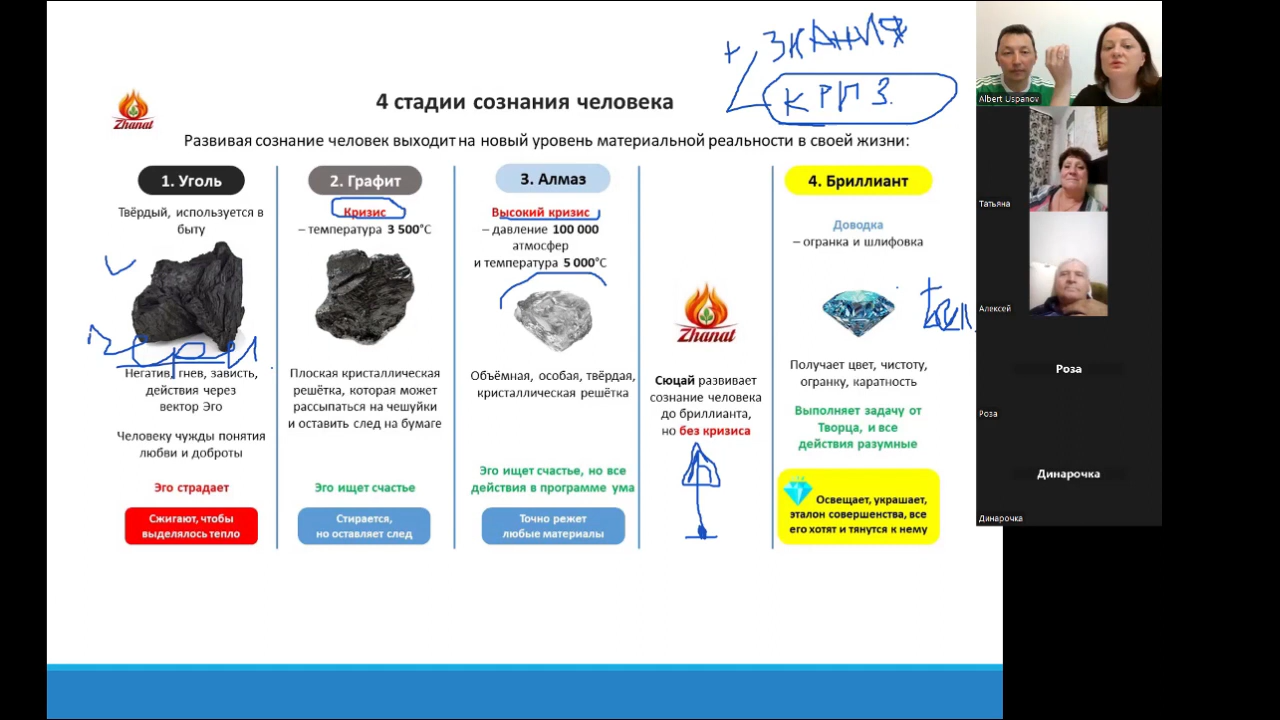 + ЗНАНИЯ
КРИЗ.
Zhanat
4 стадии сознания человека
Развивая сознание человек выходит на новый уровень материальной реальности в своей жизни:
1. Уголь
Твёрдый, используется в
быту
Негатив, гнев, зависть,
действия через
вектор Эго
Человеку чужды понятия
любви и доброты
Эго страдает
Сжигают, чтобы
выделялось тепло
2. Графит
Кризис
– температура 3 500°С
Плоская кристаллическая
решётка, которая может
рассыпаться на чешуйки
и оставить след на бумаге
Эго ищет счастье
Стирается,
но оставляет след
3. Алмаз
Высокий кризис
– давление 100 000
атмосфер
и температура 5 000°С
Объёмная, особая, твёрдая,
кристаллическая решётка
Эго ищет счастье, но все
действия в программе ума
Точно режет
любые материалы
Zhanat
Сюцай развивает
сознание человека
до бриллианта,
но без кризиса
4. Бриллиант
Доводка
– огранка и шлифовка
Получает цвет, чистоту,
огранку, каратность
Выполняет задачу от
Творца, и все
действия разумные
Освещает, украшает,
эталон совершенства, все
его хотят и тянутся к нему
Albert Uspanov
Татьяна
Алексей
Роза
Роза
Динарочка
Динарочка